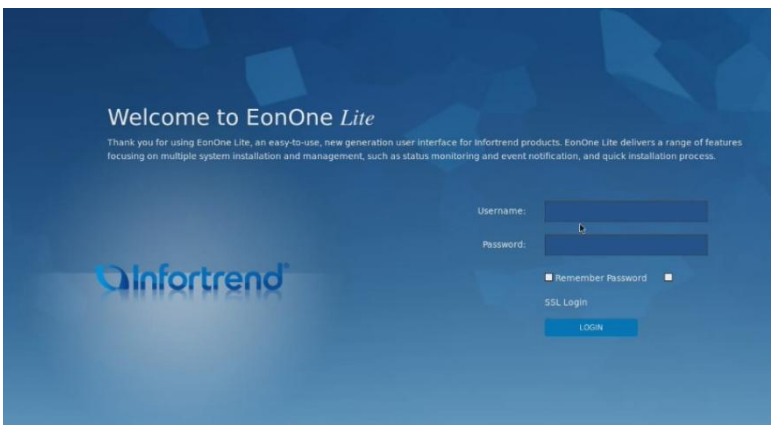 Welcome to EonOne Lite
Thank you for using EonOne Lite, an easy-to-use, new generation user interface for Infortrend products. EonOne Lite delivers a range of features
focusing on multiple system installation and management, such as status monitoring and event notification, and quick installation process.
Username:
Password:
Infortrend®
Remember Password
SSL Login
LOGIN